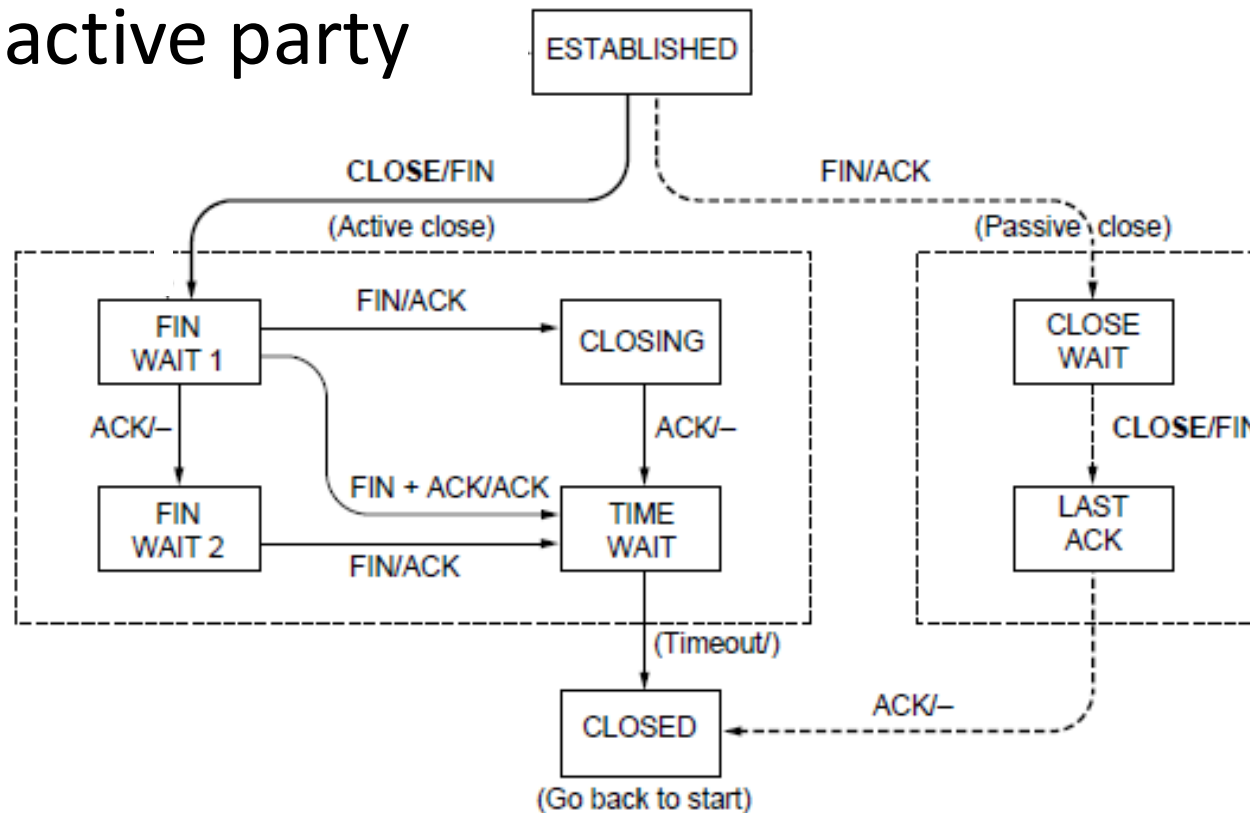 active party
ESTABLISHED
CLOSE/FIN
FIN/ACK
(Active close)
(Passive close)
FIN
WAIT 1
FIN/ACK
CLOSING
CLOSE
WAIT
ACK/–
ACK/–
CLOSE/FIN
FIN + ACK/ACK
FIN
WAIT 2
TIME
WAIT
LAST
ACK
FIN/ACK
(Timeout/)
CLOSED
ACK/–
(Go back to start)